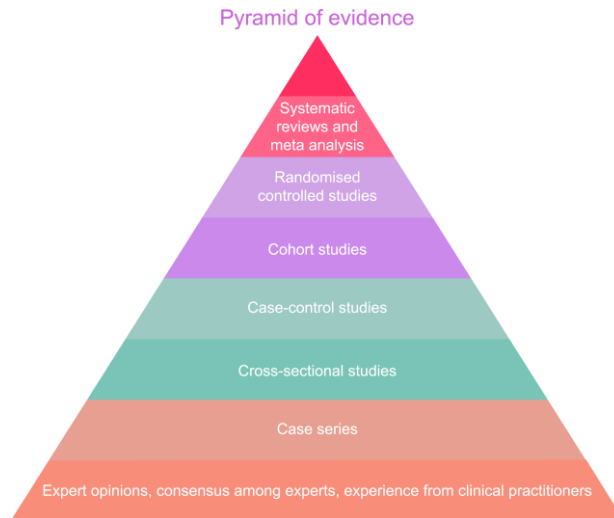 Pyramid of evidence
Systematic
reviews and
meta analysis
Randomised
controlled studies
Cohort studies
Case-control studies
Cross-sectional studies
Case series
Expert opinions, consensus among experts, experience from clinical practitioners